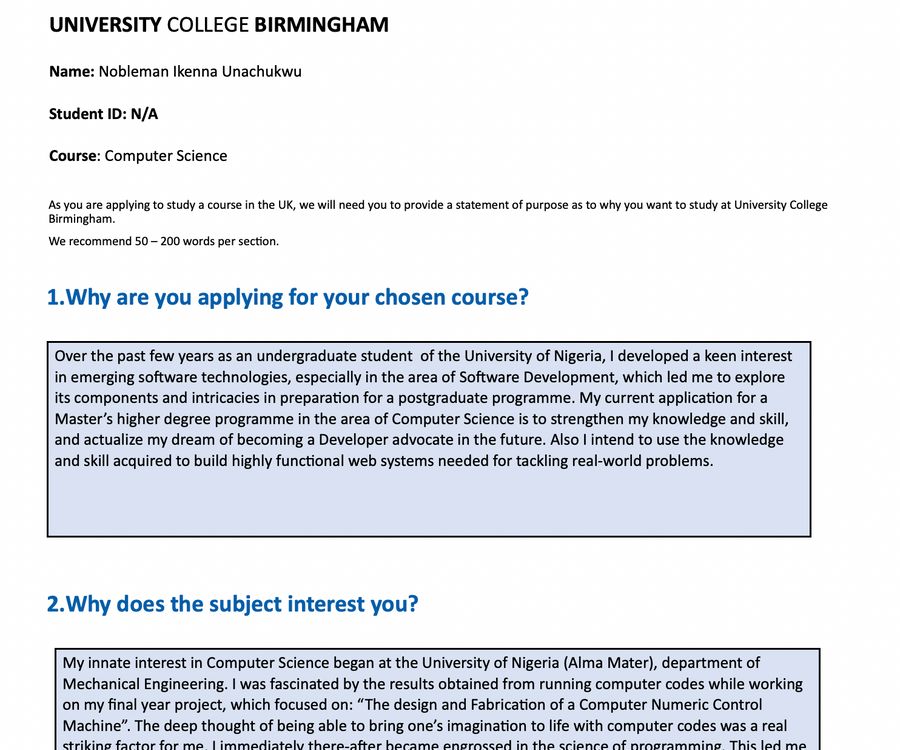 UNIVERSITY COLLEGE BIRMINGHAM
Name: Nobleman Ikenna Unachukwu
Student ID: N/A
Course: Computer Science
As you are applying to study a course in the UK, we will need you to provide a statement of purpose as to why you want to study at University College
Birmingham.
We recommend 50 – 200 words per section.
1.Why are you applying for your chosen course?
Over the past few years as an undergraduate student  of the University of Nigeria, I developed a keen interest
in emerging software technologies, especially in the area of Software Development, which led me to explore
its components and intricacies in preparation for a postgraduate programme. My current application for a
Master’s higher degree programme in the area of Computer Science is to strengthen my knowledge and skill,
and actualize my dream of becoming a Developer advocate in the future. Also I intend to use the knowledge
and skill acquired to build highly functional web systems needed for tackling real-world problems.
2.Why does the subject interest you?
My innate interest in Computer Science began at the University of Nigeria (Alma Mater), department of
Mechanical Engineering. I was fascinated by the results obtained from running computer codes while working
on my final year project, which focused on: “The design and Fabrication of a Computer Numeric Control
Machine”. The deep thought of being able to bring one’s imagination to life with computer codes was a real
striking factor for me. I immediately there-after became engrossed in the science of programming. This led me